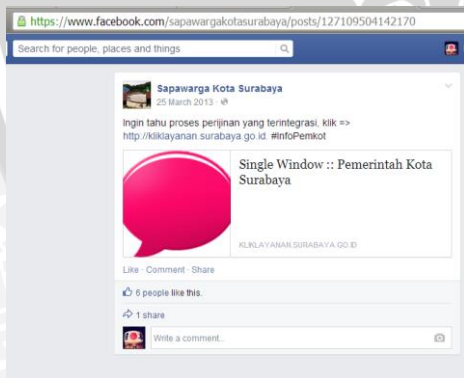 https://www.facebook.com/sapawargakotasurabaya/posts/127109504142170
Search for people, places and things
Sapawarga Kota Surabaya
25 March 2013
Ingin tahu proses perijinan yang terintegrasi, klik =>
http://kliklayanan.surabaya.go.id. #InfoPemkot
Single Window :: Pemerintah Kota
Surabaya
KLIKLAYANAN.SURABAYA.GO.ID
Like · Comment · Share
6 people like this.
1 share
Write a comment...